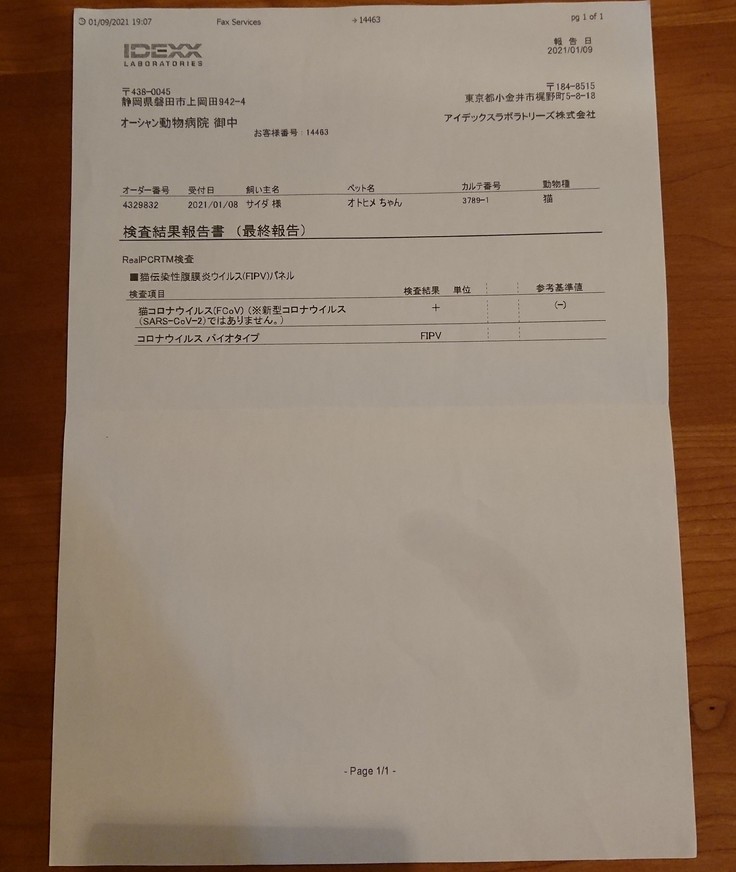 01/09/2021 19:07 Fax Services →14463 pg 1 of 1
IDEXX
LABORATORIES
報 告 日
2021/01/09
〒438-0045
静岡県磐田市上岡田942-4
オーシャン動物病院 御中
お客様番号：14463
〒184-8515
東京都小金井市梶野町5-8-18
アイデックスラボラトリーズ株式会社
オーダー番号 受付日 飼い主名 ペット名 カルテ番号 動物種
4329832 2021/01/08 サイダ 様 オトヒメ ちゃん 3789-1 猫
検査結果報告書 （最終報告）
RealPCRTM検査
■猫伝染性腹膜炎ウイルス(FIPV)パネル
検査項目 検査結果 単位 参考基準値
猫コロナウイルス(FCoV) (※新型コロナウイルス + (−)
(SARS-CoV-2)ではありません。)
コロナウイルス バイオタイプ FIPV
- Page 1/1 -